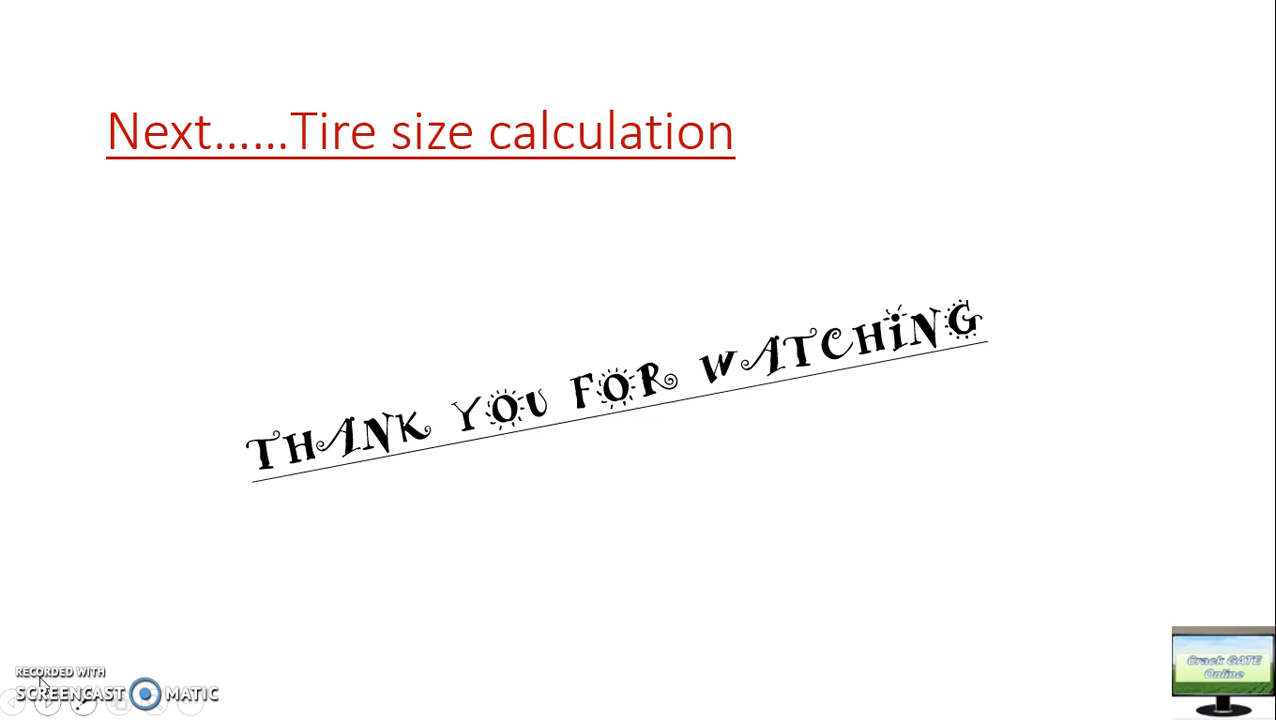 Next......Tire size calculation
THANK YOU FOR WATCHING
RECORDED WITH
SCREENCAST MATIC
Crack GATE
Online